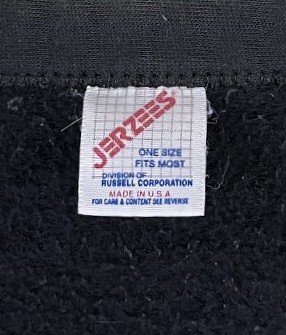 JERZEES
ONE SIZE
FITS MOST
DIVISION OF
RUSSELL CORPORATION
MADE IN U.S.A
FOR CARE & CONTENT SEE REVERSE